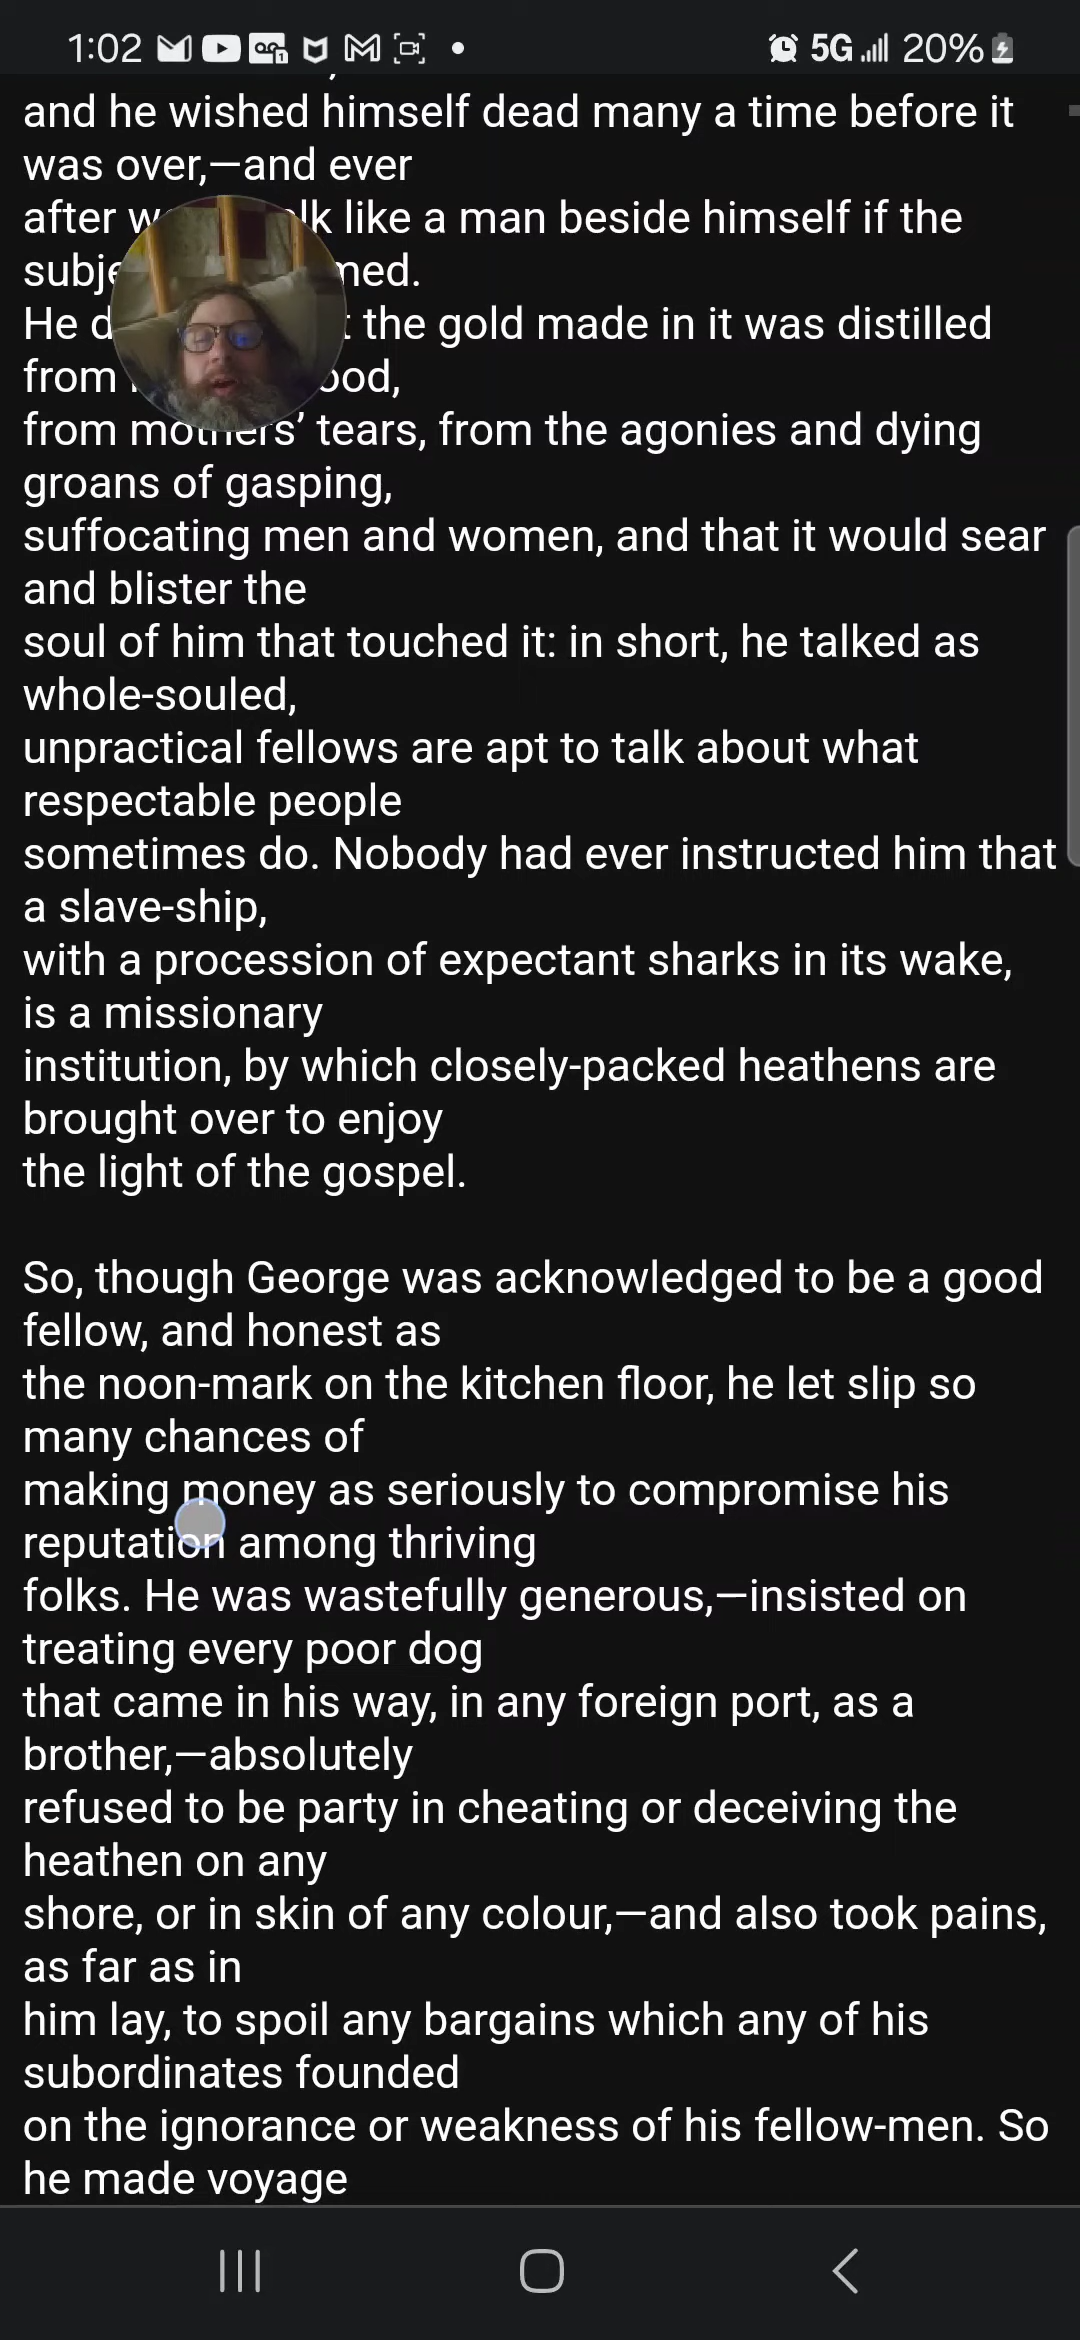 1:02 5G 20%
and he wished himself dead many a time before it
was over,—and ever
after lk like a man beside himself if the
subje med.
He d the gold made in it was distilled
from ood,
from mothers’ tears, from the agonies and dying
groans of gasping,
suffocating men and women, and that it would sear
and blister the
soul of him that touched it: in short, he talked as
whole-souled,
unpractical fellows are apt to talk about what
respectable people
sometimes do. Nobody had ever instructed him that
a slave-ship,
with a procession of expectant sharks in its wake,
is a missionary
institution, by which closely-packed heathens are
brought over to enjoy
the light of the gospel.
So, though George was acknowledged to be a good
fellow, and honest as
the noon-mark on the kitchen floor, he let slip so
many chances of
making money as seriously to compromise his
reputation among thriving
folks. He was wastefully generous,—insisted on
treating every poor dog
that came in his way, in any foreign port, as a
brother,—absolutely
refused to be party in cheating or deceiving the
heathen on any
shore, or in skin of any colour,—and also took pains,
as far as in
him lay, to spoil any bargains which any of his
subordinates founded
on the ignorance or weakness of his fellow-men. So
he made voyage